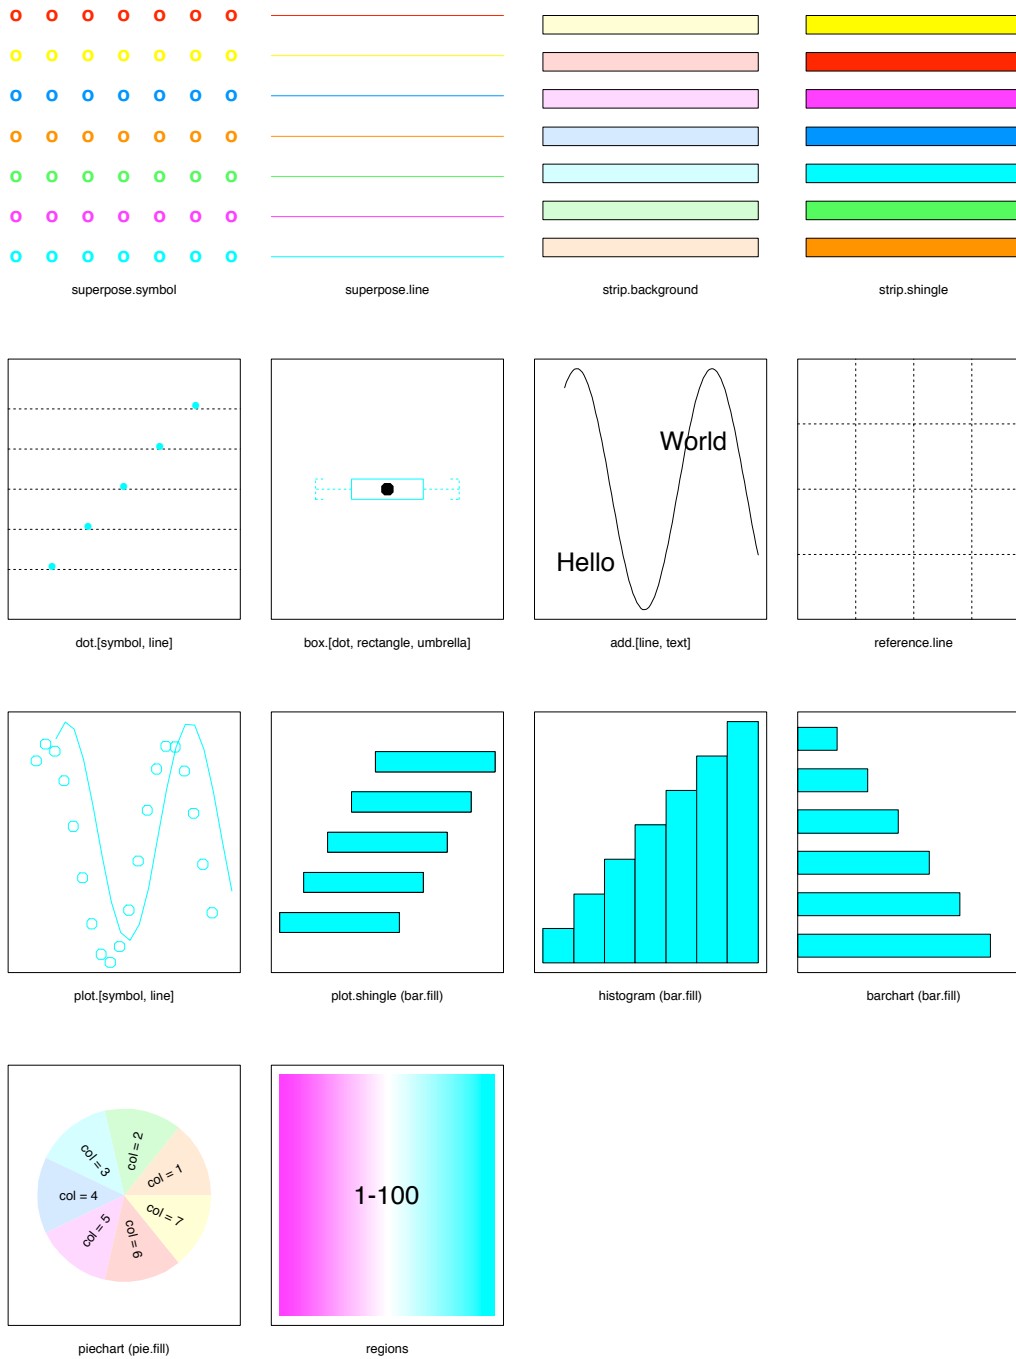 o o o o o o o
o o o o o o o
o o o o o o o
o o o o o o o
o o o o o o o
o o o o o o o
o o o o o o o
superpose.symbol
superpose.line
strip.background
strip.shingle
World
Hello
dot.[symbol, line]
box.[dot, rectangle, umbrella]
add.[line, text]
reference.line
plot.[symbol, line]
plot.shingle (bar.fill)
histogram (bar.fill)
barchart (bar.fill)
col = 1
col = 2
col = 3
col = 4
col = 5
col = 6
col = 7
1-100
piechart (pie.fill)
regions